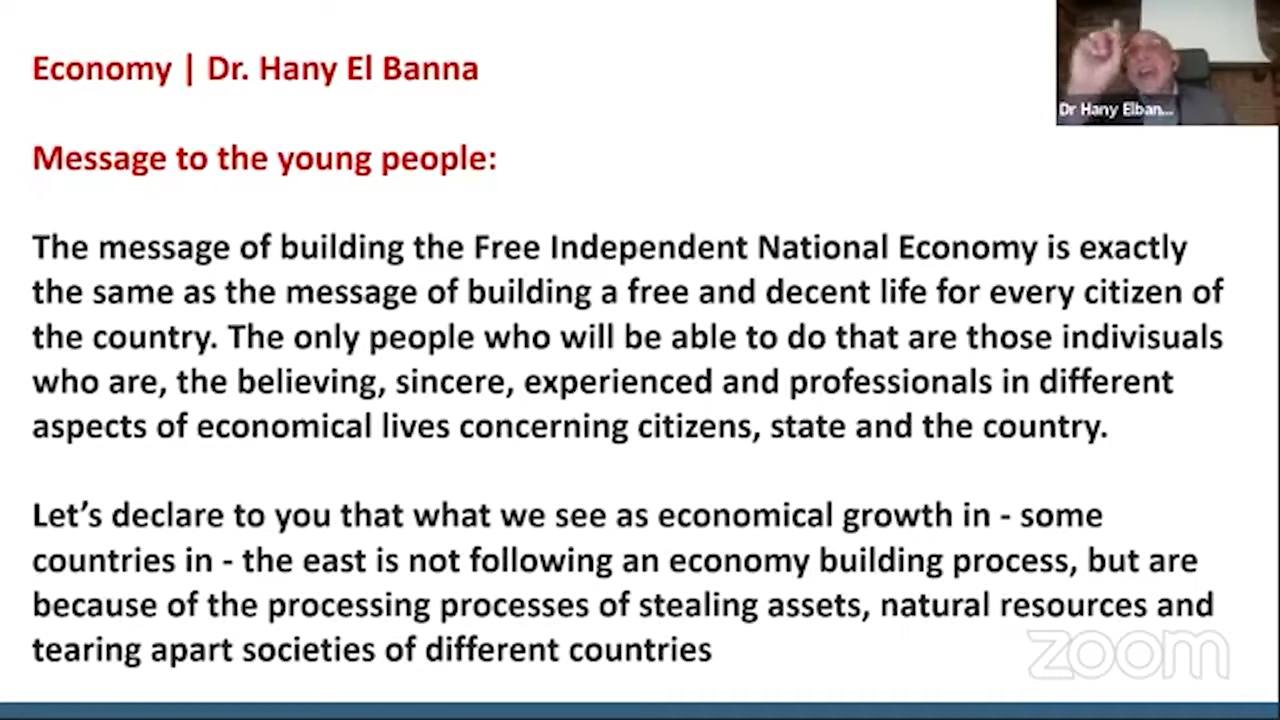 Economy | Dr. Hany El Banna
Dr Hany Elban...
Message to the young people:
The message of building the Free Independent National Economy is exactly
the same as the message of building a free and decent life for every citizen of
the country. The only people who will be able to do that are those indivisuals
who are, the believing, sincere, experienced and professionals in different
aspects of economical lives concerning citizens, state and the country.
Let’s declare to you that what we see as economical growth in - some
countries in - the east is not following an economy building process, but are
because of the processing processes of stealing assets, natural resources and
tearing apart societies of different countries
zoom